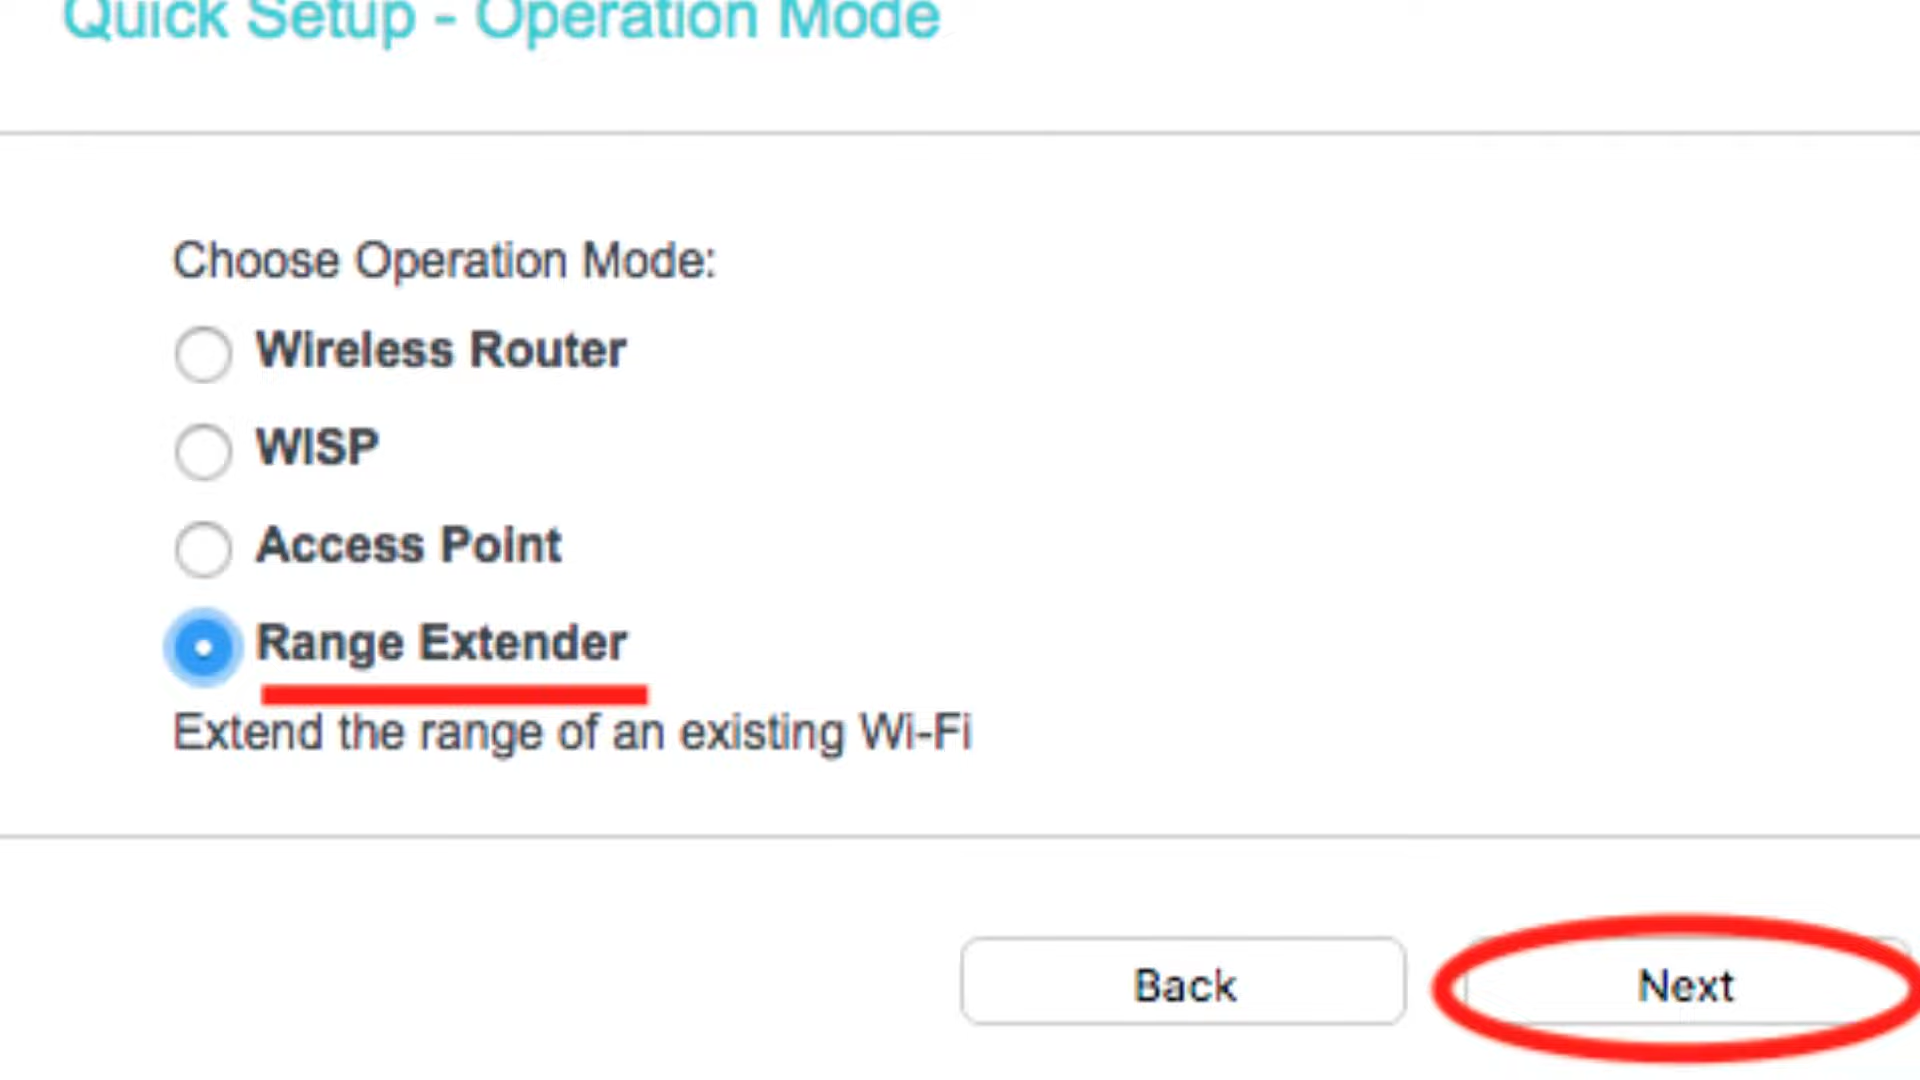 Quick Setup - Operation Mode
Choose Operation Mode:
Wireless Router
WISP
Access Point
Range Extender
Extend the range of an existing Wi-Fi
Back
Next